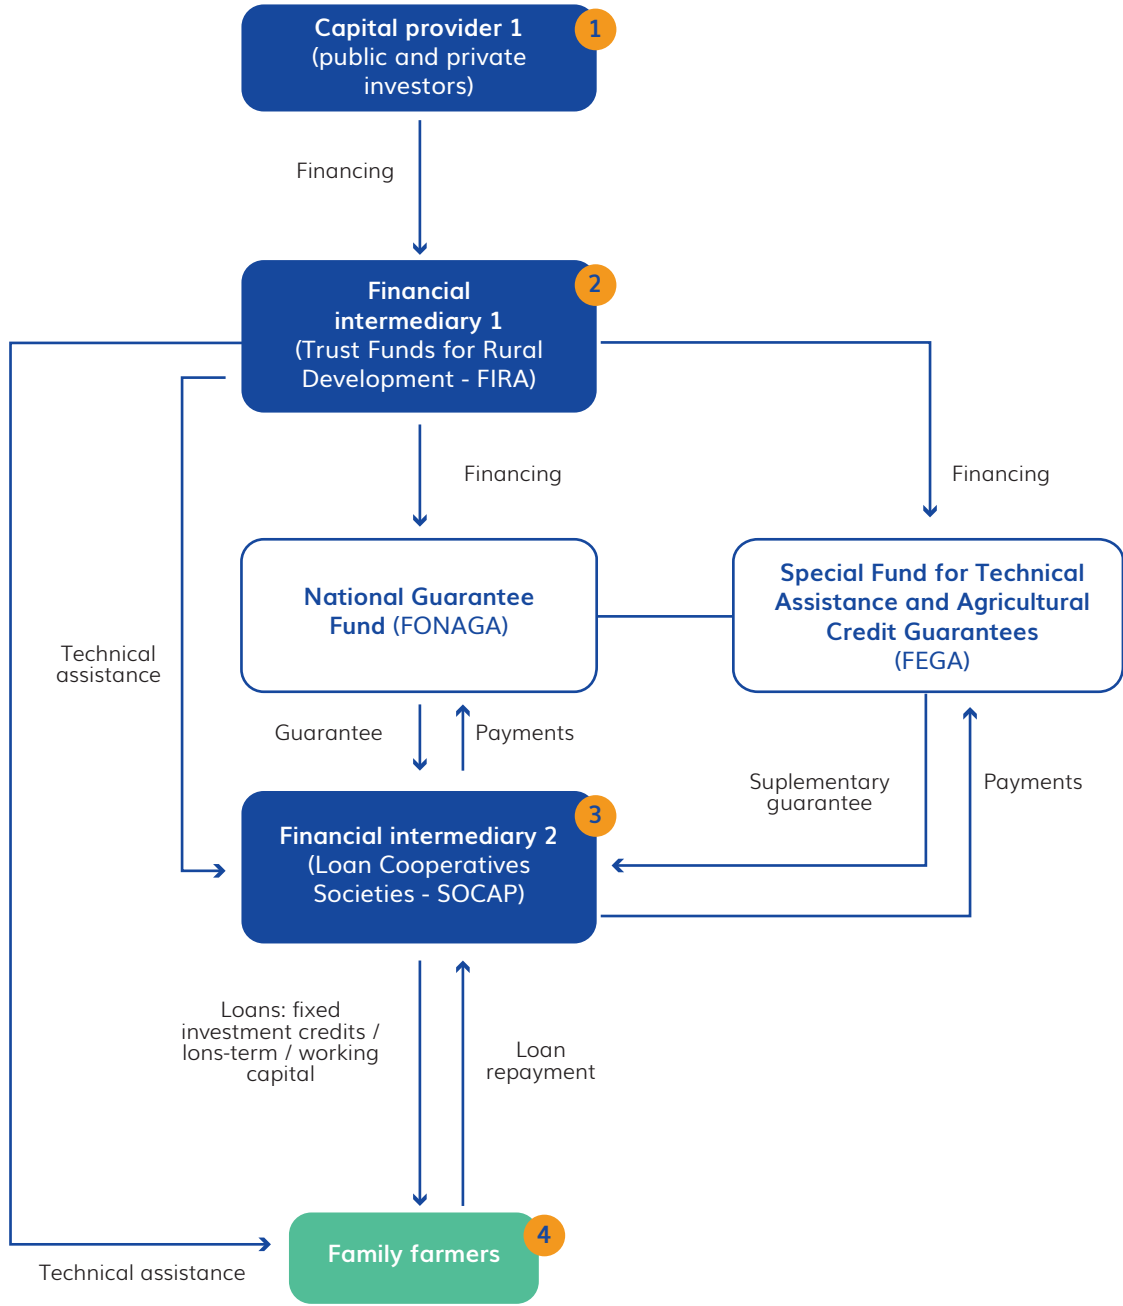 Capital provider 1
(public and private
investors)
1
Financing
Financial
intermediary 1
(Trust Funds for Rural
Development - FIRA)
2
Financing
Financing
National Guarantee
Fund (FONAGA)
Special Fund for Technical
Assistance and Agricultural
Credit Guarantees
(FEGA)
Technical
assistance
Guarantee
Payments
Suplementary
guarantee
Payments
Financial intermediary 2
(Loan Cooperatives
Societies - SOCAP)
3
Loans: fixed
investment credits /
lons-term / working
capital
Loan
repayment
Family farmers
4
Technical assistance